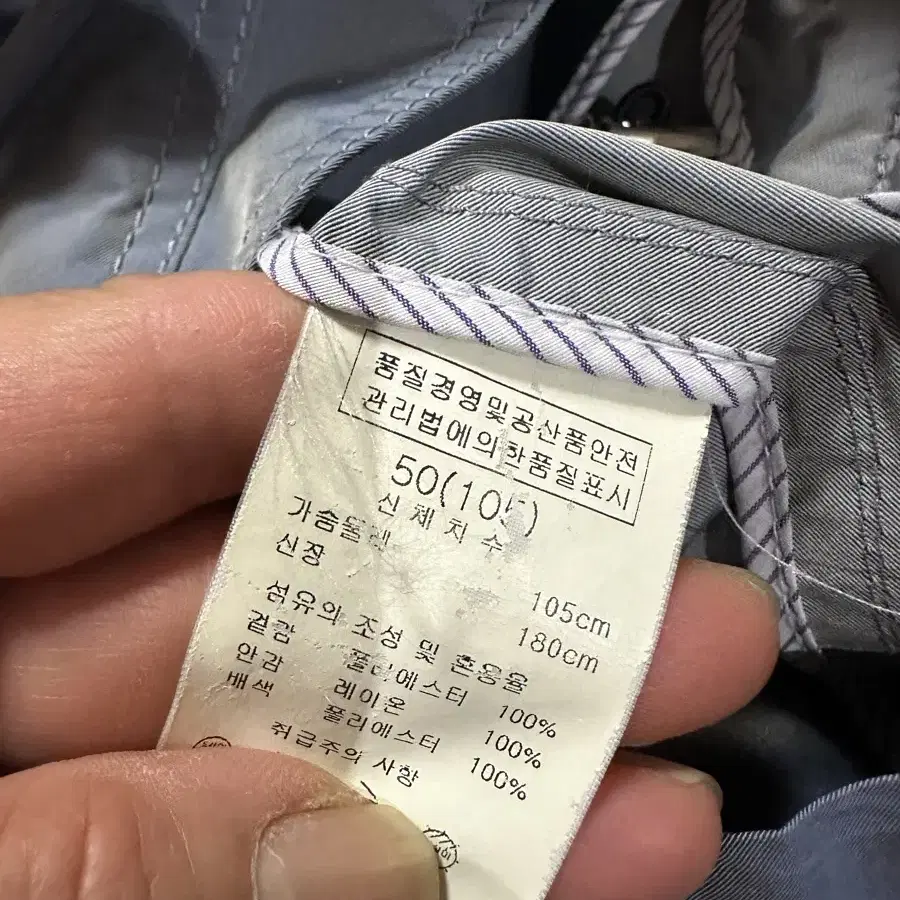 품질경영및공산품안전
관리법에의한품질표시
50(105)
신체치수
가슴둘레 105cm
신장 180cm
섬유의 조성 및 혼용율
겉감 폴리에스터 100%
안감 레이온 100%
배색 폴리에스터 100%
취급주의 사항